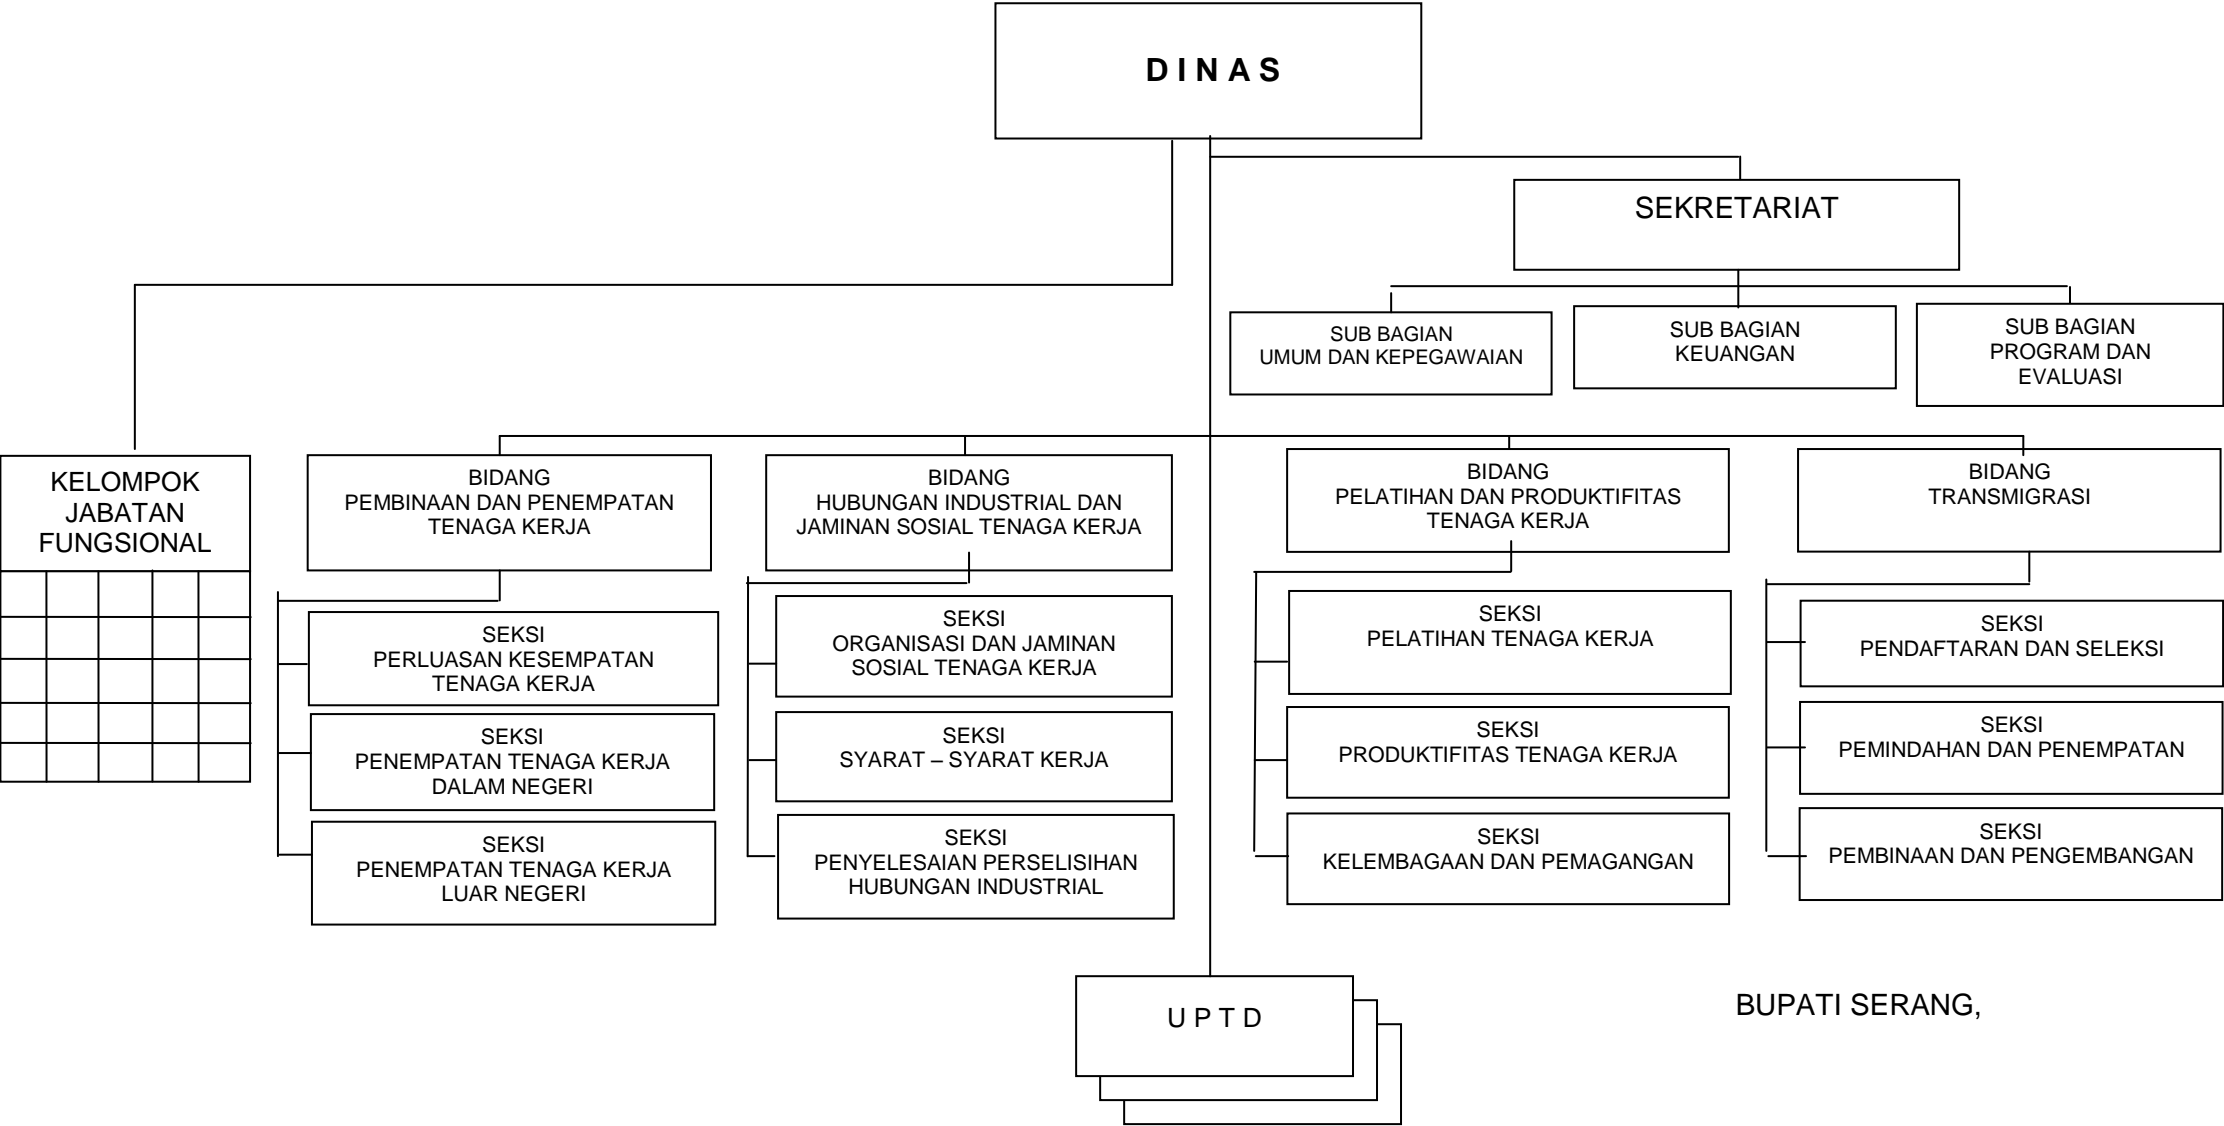 D I N A S
SEKRETARIAT
SUB BAGIAN
UMUM DAN KEPEGAWAIAN
SUB BAGIAN
KEUANGAN
SUB BAGIAN
PROGRAM DAN
EVALUASI
KELOMPOK
JABATAN
FUNGSIONAL
BIDANG
PEMBINAAN DAN PENEMPATAN
TENAGA KERJA
SEKSI
PERLUASAN KESEMPATAN
TENAGA KERJA
SEKSI
PENEMPATAN TENAGA KERJA
DALAM NEGERI
SEKSI
PENEMPATAN TENAGA KERJA
LUAR NEGERI
BIDANG
HUBUNGAN INDUSTRIAL DAN
JAMINAN SOSIAL TENAGA KERJA
SEKSI
ORGANISASI DAN JAMINAN
SOSIAL TENAGA KERJA
SEKSI
SYARAT – SYARAT KERJA
SEKSI
PENYELESAIAN PERSELISIHAN
HUBUNGAN INDUSTRIAL
BIDANG
PELATIHAN DAN PRODUKTIFITAS
TENAGA KERJA
SEKSI
PELATIHAN TENAGA KERJA
SEKSI
PRODUKTIFITAS TENAGA KERJA
SEKSI
KELEMBAGAAN DAN PEMAGANGAN
BIDANG
TRANSMIGRASI
SEKSI
PENDAFTARAN DAN SELEKSI
SEKSI
PEMINDAHAN DAN PENEMPATAN
SEKSI
PEMBINAAN DAN PENGEMBANGAN
U P T D
BUPATI SERANG,